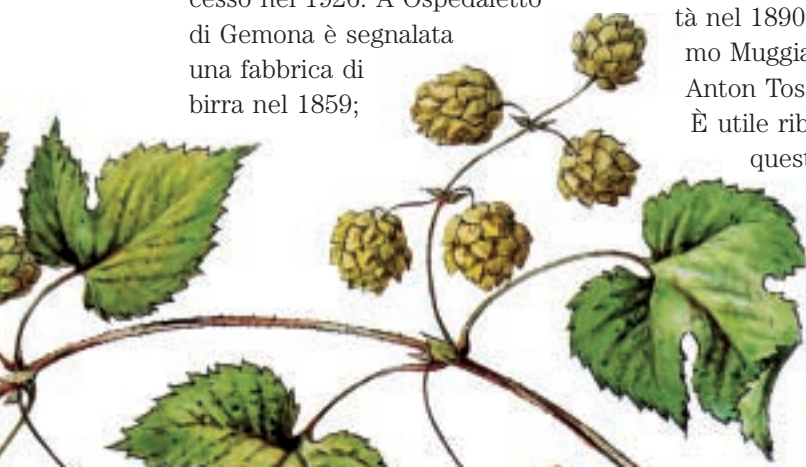 cesso nel 1926. A Ospedaletto
di Gemona è segnalata
una fabbrica di
birra nel 1859;
tà nel 1890
mo Muggia
Anton Tos
È utile rib
quest